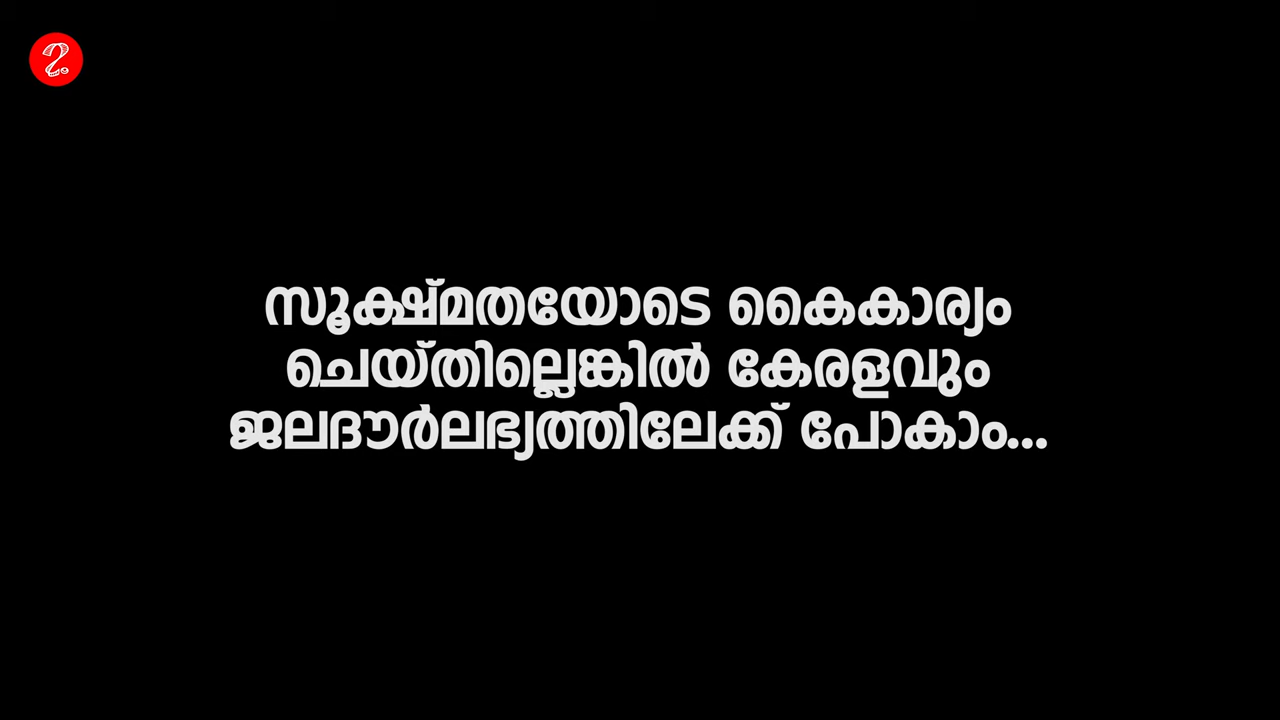 സൂക്ഷ്മതയോടെ കൈകാര്യം
ചെയ്തില്ലെങ്കിൽ കേരളവും
ജലദൗർലഭ്യത്തിലേക്ക് പോകാം...